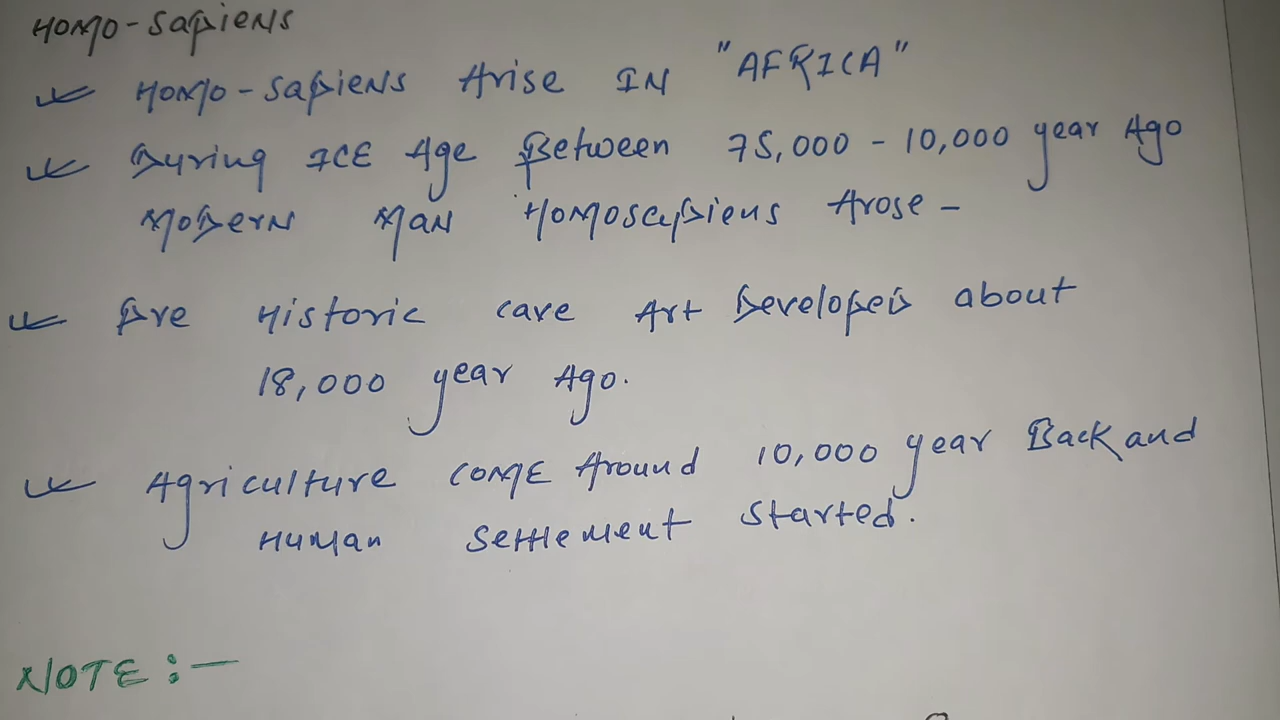 Homo-Sapiens
Homo-Sapiens Arise IN "AFRICA"
During ICE Age Between 75,000 - 10,000 year Ago
Modern Man Homosapiens Arose -
Pre Historic cave Art Developed about
18,000 year Ago.
Agriculture come Around 10,000 year Back and
Human Settlement started.
NOTE :-